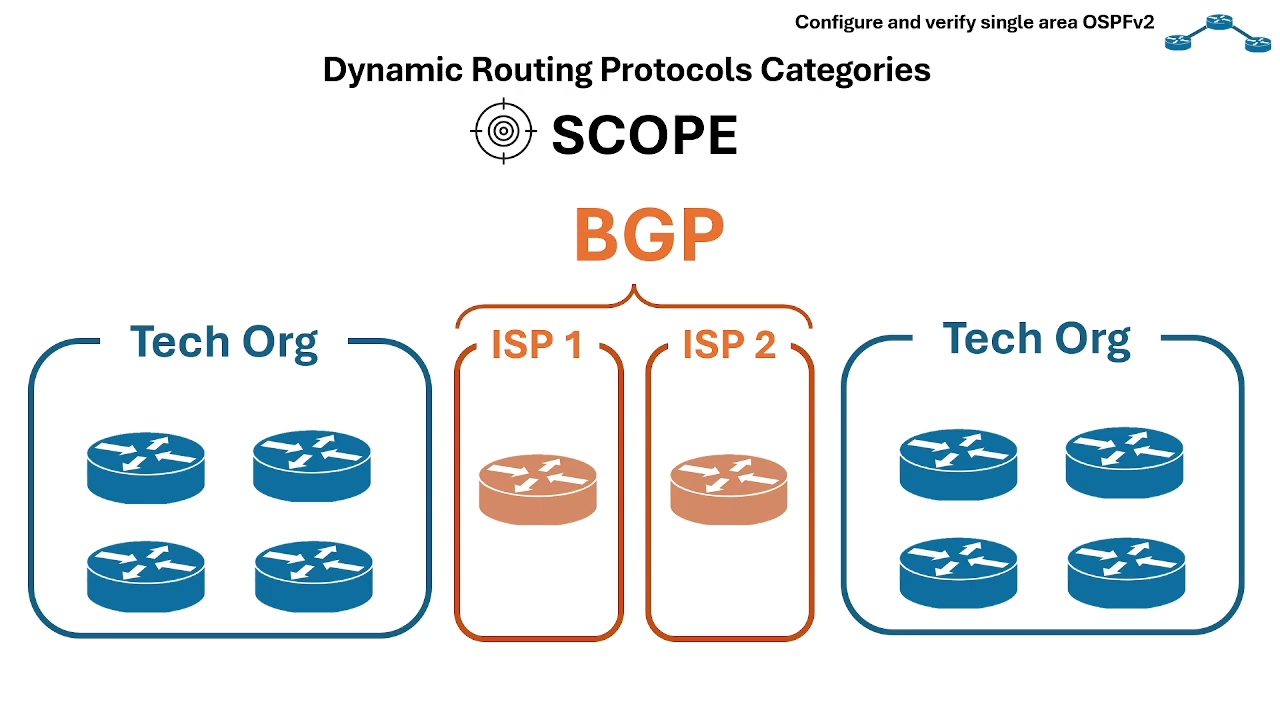 Configure and verify single area OSPFv2
Dynamic Routing Protocols Categories
SCOPE
BGP
Tech Org
ISP 1
ISP 2
Tech Org